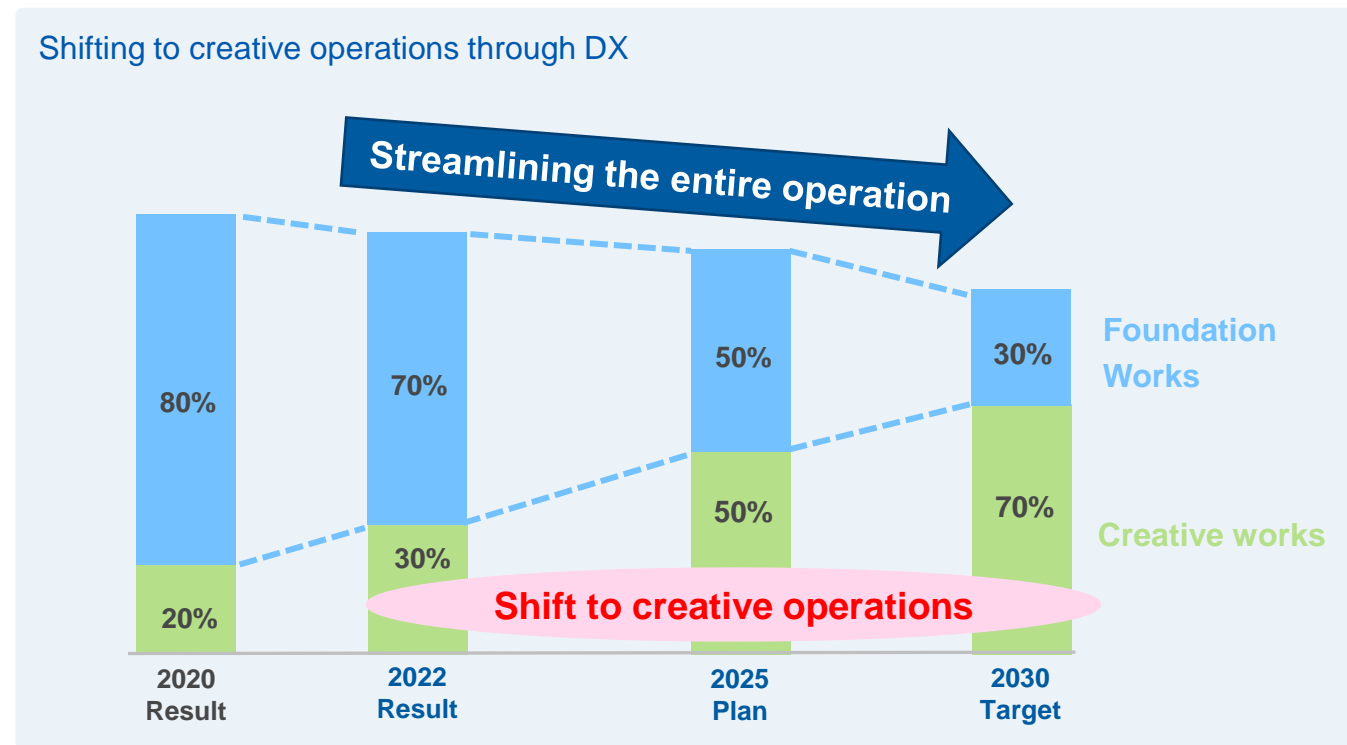 Shifting to creative operations through DX
Streamlining the entire operation
80%
70%
50%
30%
Foundation
Works
20%
30%
50%
70%
Creative works
Shift to creative operations
2020
Result
2022
Result
2025
Plan
2030
Target